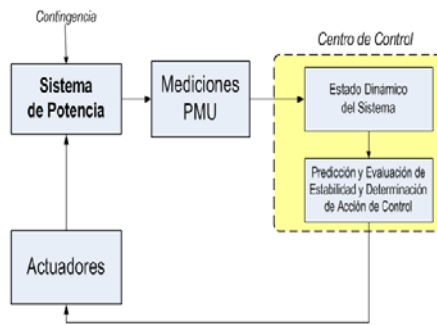 Contingencia
Centro de Control
Sistema
de Potencia
Mediciones
PMU
Estado Dinámico
del Sistema
Predicción y Evaluación de
Estabilidad y Determinación
de Acción de Control
Actuadores